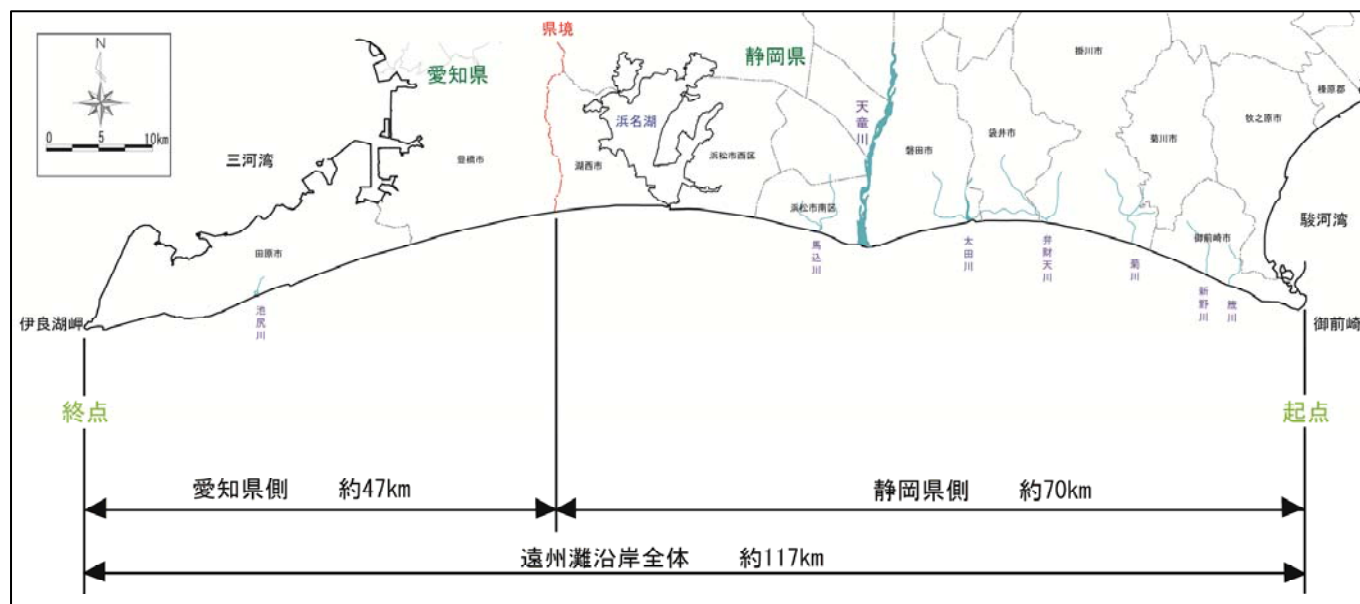 県境
愛知県
静岡県
掛川市
榛原郡
N
0 5 10km
浜名湖
天竜川
牧之原市
三河湾
豊橋市
湖西市
浜松市西区
磐田市
袋井市
菊川市
浜松市南区
駿河湾
田原市
御前崎市
馬込川
太田川
弁財天川
菊川
新野川
筬川
池尻川
伊良湖岬
御前崎
終点
起点
愛知県側 約47km
静岡県側 約70km
遠州灘沿岸全体 約117km